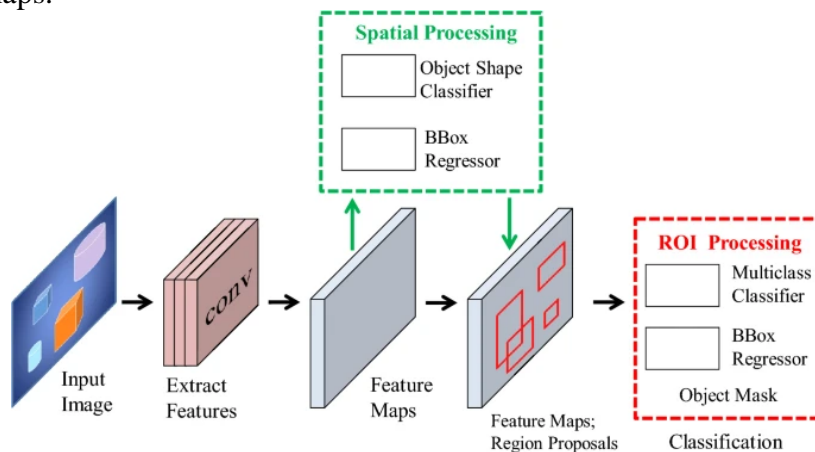 Spatial Processing
Object Shape
Classifier
BBox
Regressor
conv
Input
Image
Extract
Features
Feature
Maps
Feature Maps;
Region Proposals
ROI Processing
Multiclass
Classifier
BBox
Regressor
Object Mask
Classification